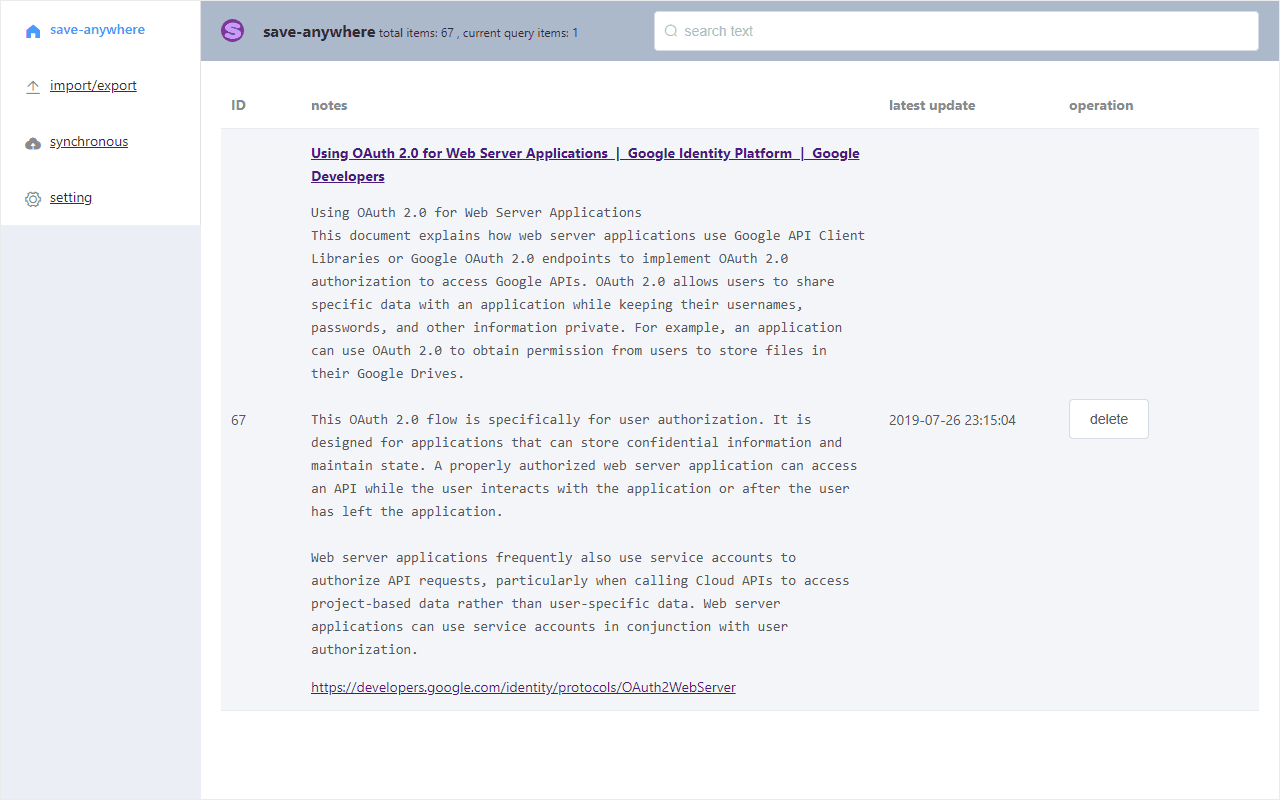 save-anywhere
import/export
synchronous
setting
save-anywhere total items: 67 , current query items: 1
search text
ID notes latest update operation
Using OAuth 2.0 for Web Server Applications | Google Identity Platform | Google
Developers
Using OAuth 2.0 for Web Server Applications
This document explains how web server applications use Google API Client
Libraries or Google OAuth 2.0 endpoints to implement OAuth 2.0
authorization to access Google APIs. OAuth 2.0 allows users to share
specific data with an application while keeping their usernames,
passwords, and other information private. For example, an application
can use OAuth 2.0 to obtain permission from users to store files in
their Google Drives.
67
This OAuth 2.0 flow is specifically for user authorization. It is
designed for applications that can store confidential information and
maintain state. A properly authorized web server application can access
an API while the user interacts with the application or after the user
has left the application.
Web server applications frequently also use service accounts to
authorize API requests, particularly when calling Cloud APIs to access
project-based data rather than user-specific data. Web server
applications can use service accounts in conjunction with user
authorization.
https://developers.google.com/identity/protocols/OAuth2WebServer
2019-07-26 23:15:04
delete